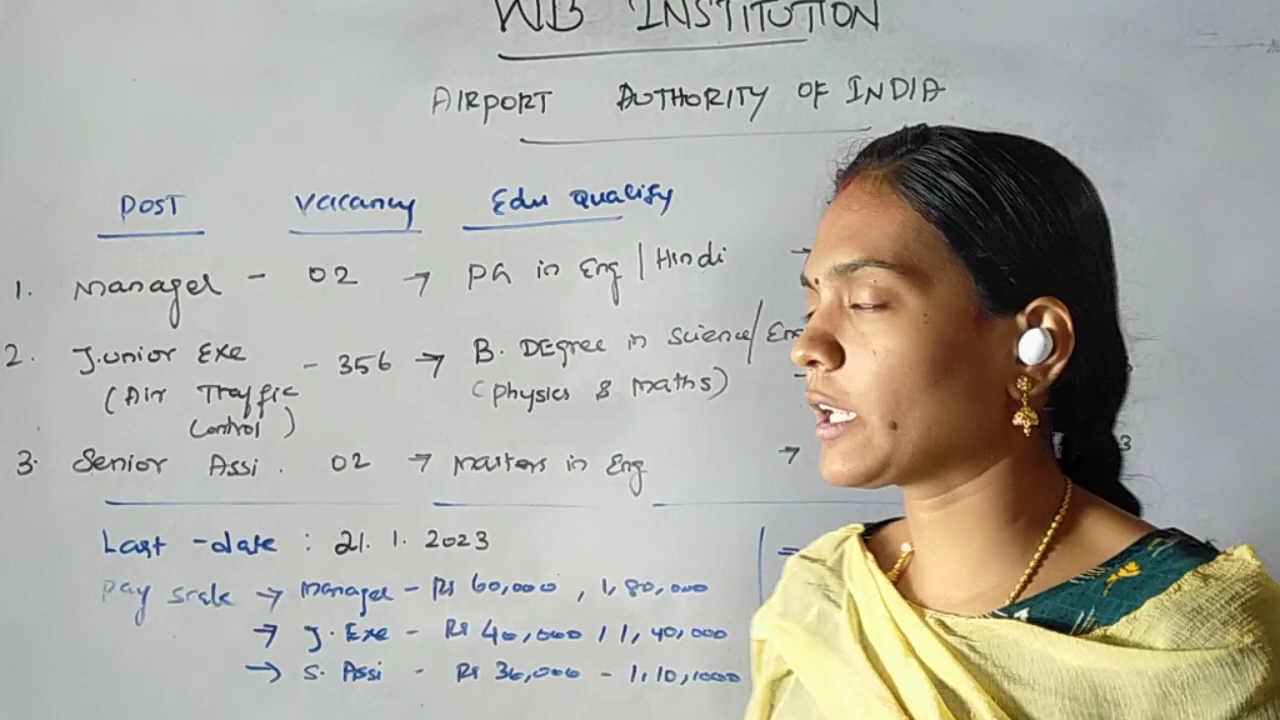 WB INSTITUTION
AIRPORT AUTHORITY OF INDIA
POST Vacancy Edu qualify
1. Manager - 02 → PG in Eng | Hindi →
2. J.unior Exe - 356 → B. DEgree in Science/ En
(Air Traffic (Physics & Maths)
Control)
3. Senior Assi. 02 → Masters in Eng → 3
Last -date : 21. 1. 2023
Pay scale → Manager - Rs 60,000 , 1,80,000
→ J. Exe - Rs 40,000 / 1,40,000
→ S. Assi - Rs 36,000 - 1,10,1000